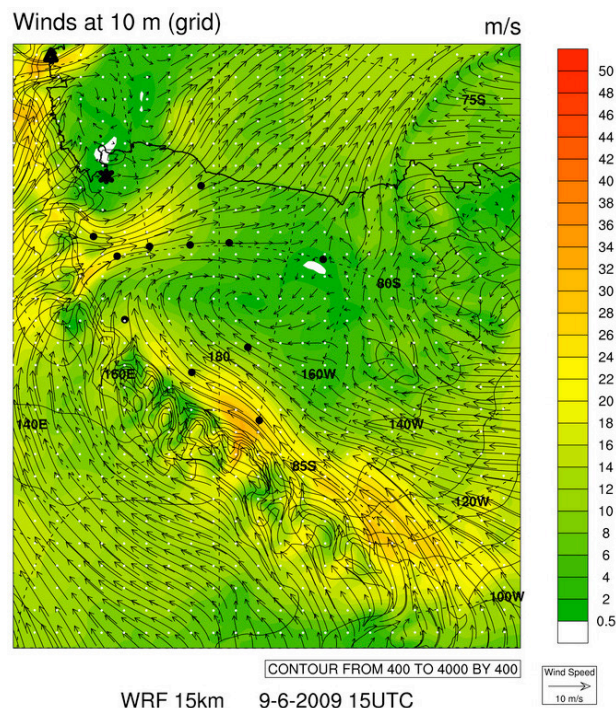 Winds at 10 m (grid) m/s
75S
50
48
46
44
42
40
38
36
34
32
30
28
26
24
22
20
18
16
14
12
10
8
6
4
2
0.5
80S
180
160E 160W
140E 140W
85S
120W
100W
CONTOUR FROM 400 TO 4000 BY 400
Wind Speed
10 m/s
WRF 15km 9-6-2009 15UTC